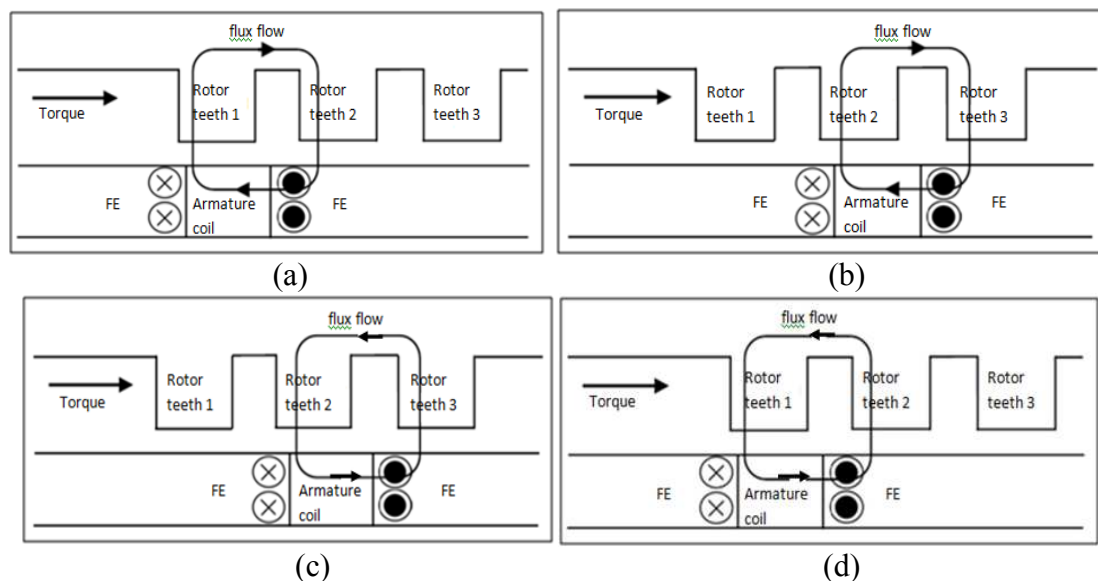 flux flow
Rotor Rotor Rotor
teeth 1 teeth 2 teeth 3
Torque
FE Armature FE
coil
(a)
flux flow
Rotor Rotor Rotor
teeth 1 teeth 2 teeth 3
Torque
FE Armature FE
coil
(b)
flux flow
Rotor Rotor Rotor
teeth 1 teeth 2 teeth 3
Torque
FE Armature FE
coil
(c)
flux flow
Rotor Rotor Rotor
teeth 1 teeth 2 teeth 3
Torque
FE Armature FE
coil
(d)